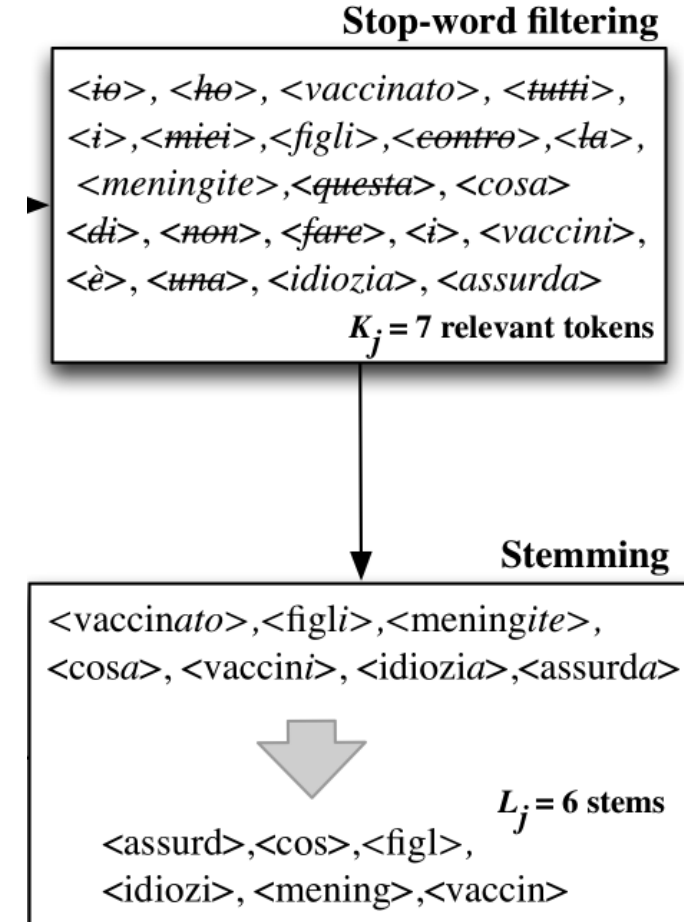 Stop-word filtering
<io>, <ho>, <vaccinato>, <tutti>,
<i>,<miei>,<figli>,<contro>,<la>,
<meningite>,<questa>, <cosa>
<di>, <non>, <fare>, <i>, <vaccini>,
<è>, <una>, <idiozia>, <assurda>
Kj = 7 relevant tokens
Stemming
<vaccinato>,<figli>,<meningite>,
<cosa>, <vaccini>, <idiozia>,<assurda>
Lj = 6 stems
<assurd>,<cos>,<figl>,
<idiozi>, <mening>,<vaccin>